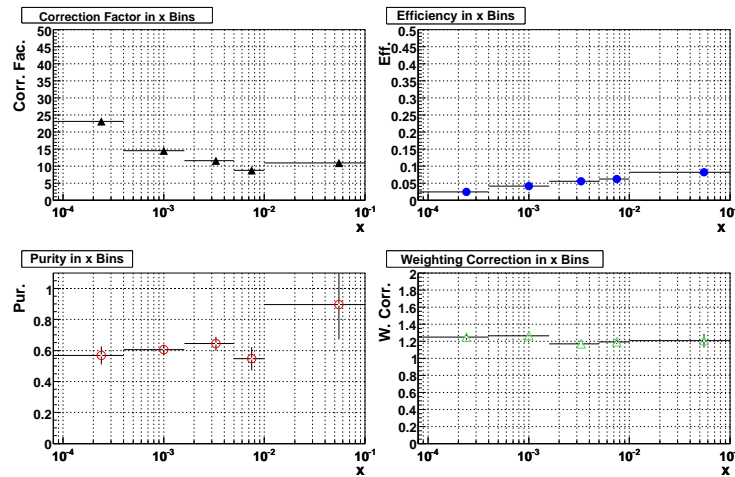 Correction Factor in x Bins
Corr. Fac.
50
45
40
35
30
25
20
15
10
5
0
10⁻⁴ 10⁻³ 10⁻² 10⁻¹
x
Efficiency in x Bins
Eff.
0.5
0.45
0.4
0.35
0.3
0.25
0.2
0.15
0.1
0.05
0
10⁻⁴ 10⁻³ 10⁻² 10⁻¹
x
Purity in x Bins
Pur.
1
0.8
0.6
0.4
0.2
0
10⁻⁴ 10⁻³ 10⁻² 10⁻¹
x
Weighting Correction in x Bins
W. Corr.
2
1.8
1.6
1.4
1.2
1
0.8
0.6
0.4
0.2
0
10⁻⁴ 10⁻³ 10⁻² 10⁻¹
x